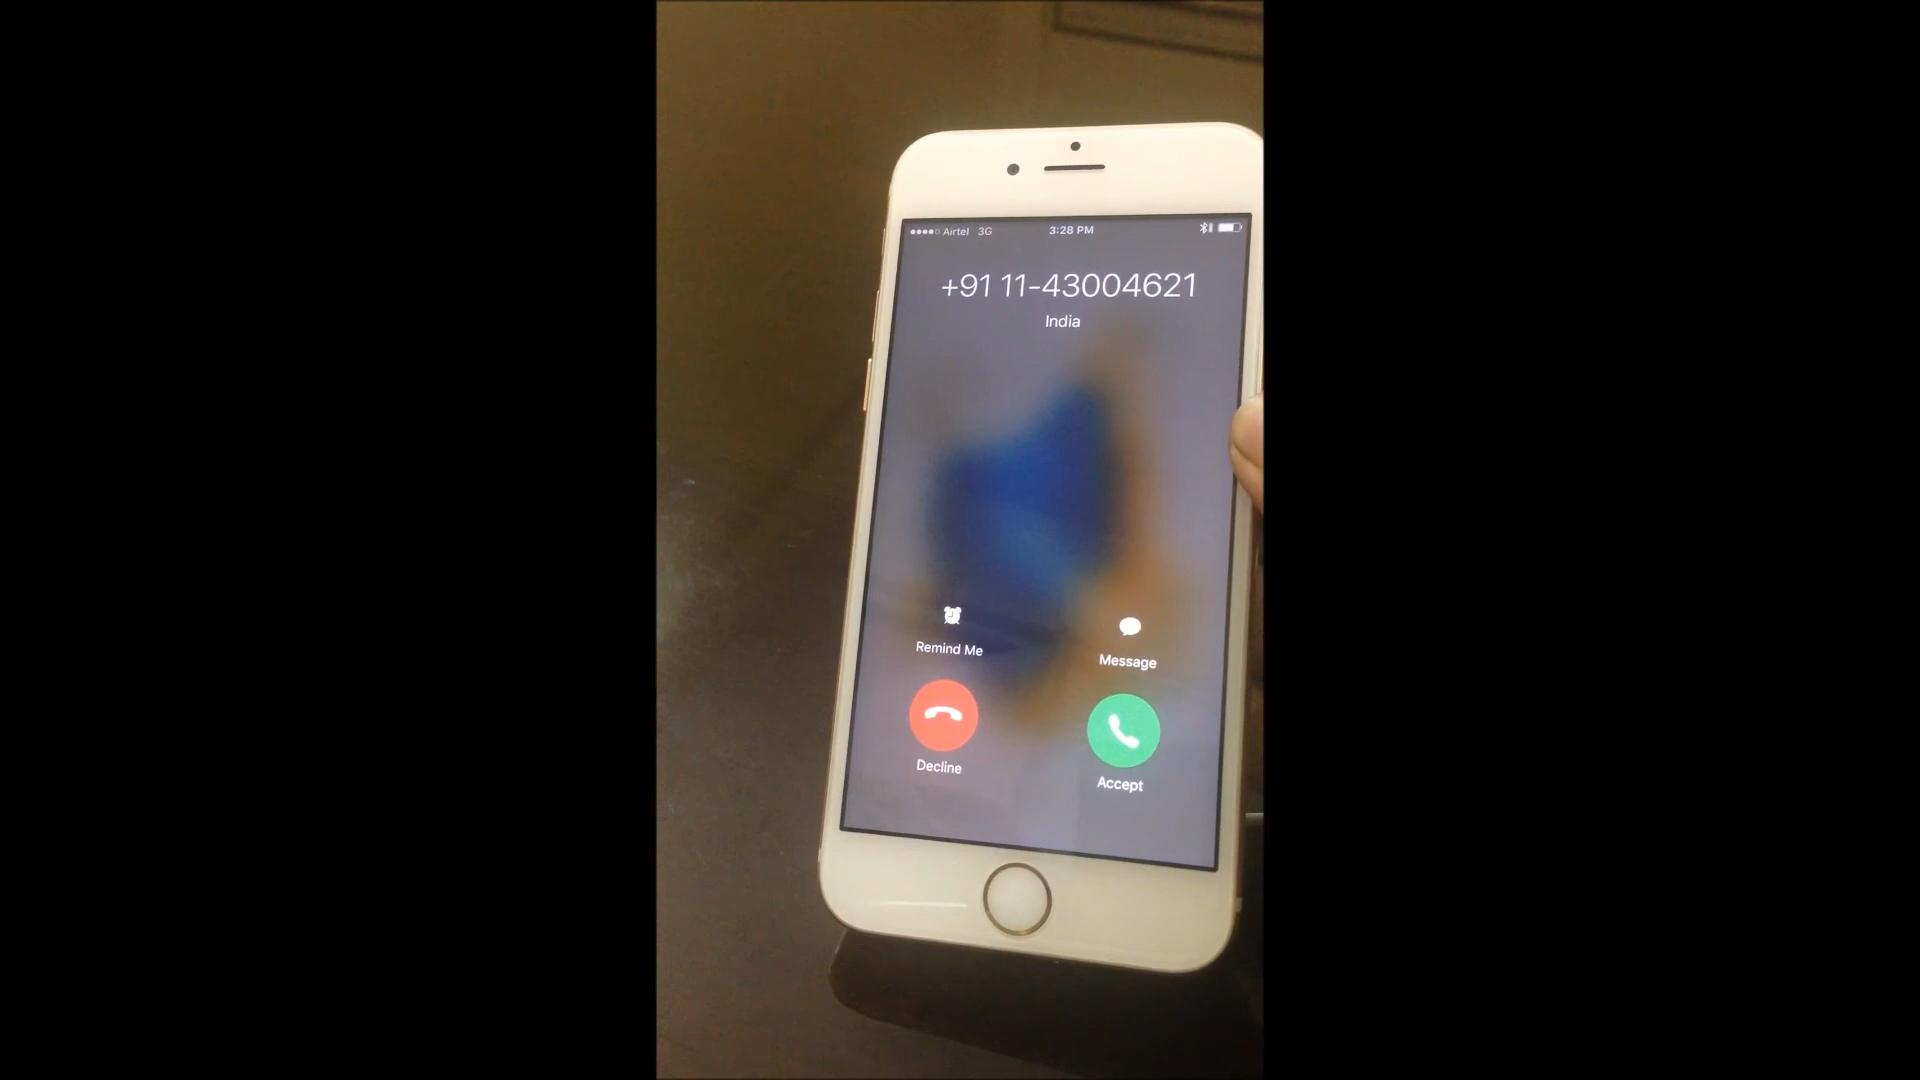 Airtel 3G 3:28 PM
+91 11-43004621
India
Remind Me Message
Decline Accept